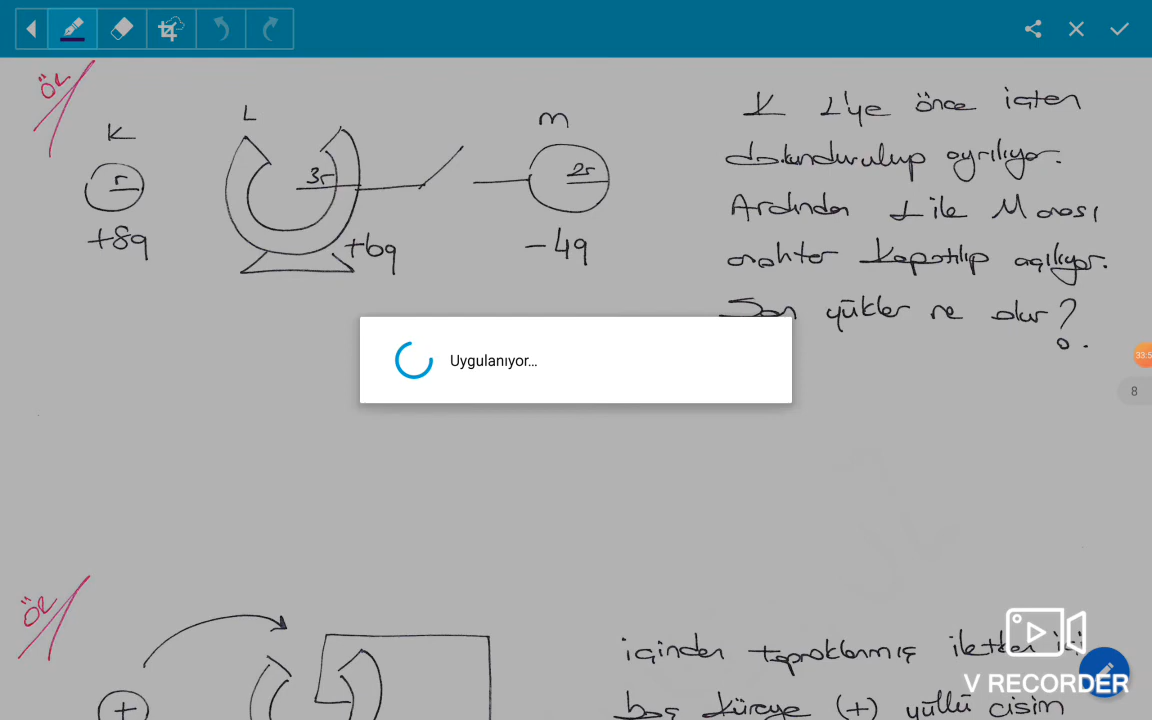 ÖR
K
L
M
r
3r
2r
+8q
+6q
-4q
K L'ye önce içten
dokundurulup ayrılıyor.
Ardından L ile M arası
anahtar kapatılıp açılıyor.
Son yükler ne olur?
Uygulanıyor...
33:5
8
ÖR
+
içinden topraklanmış iletken içi
boş küreye (+) yüklü cisim
V RECORDER